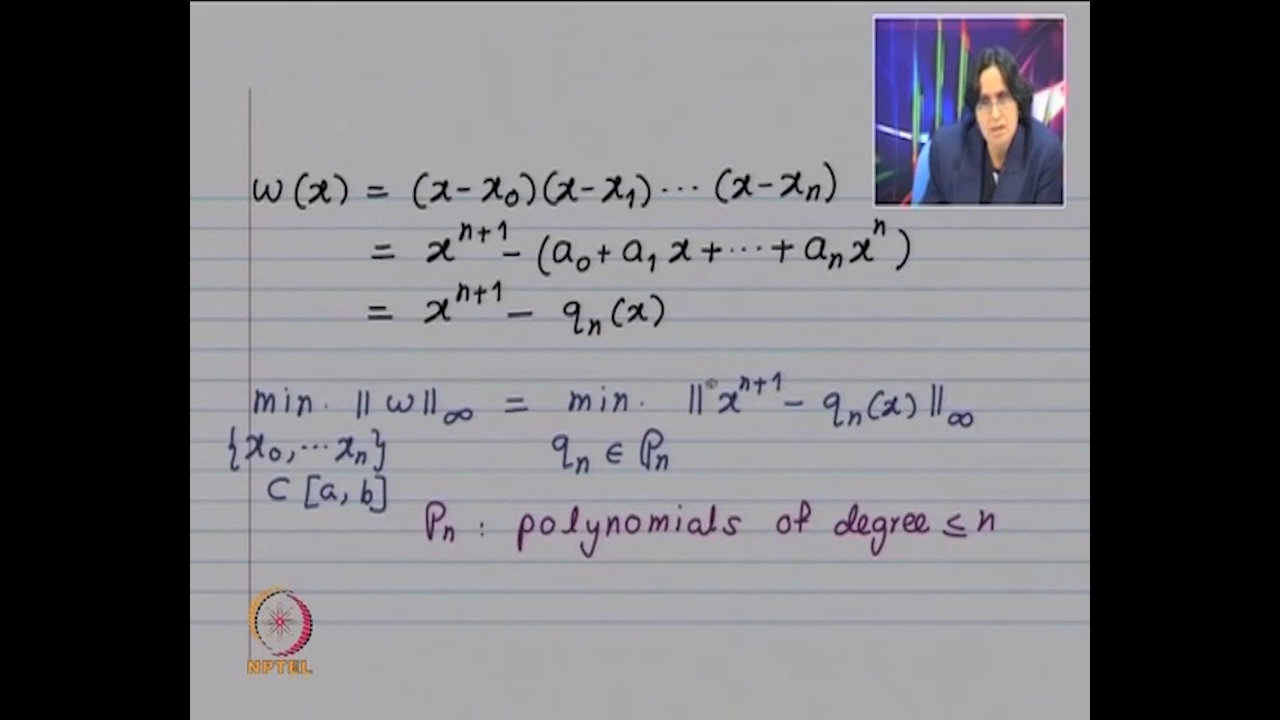 w(x) = (x-x₀)(x-x₁)⋯(x-xₙ)
= xⁿ⁺¹ - (a₀+a₁x+⋯+aₙxⁿ)
= xⁿ⁺¹ - qₙ(x)
min. ||w||_∞ = min. ||xⁿ⁺¹ - qₙ(x)||_∞
{x₀,⋯xₙ} qₙ ∈ Pₙ
⊂ [a,b]
Pₙ : polynomials of degree ≤ n
NPTEL